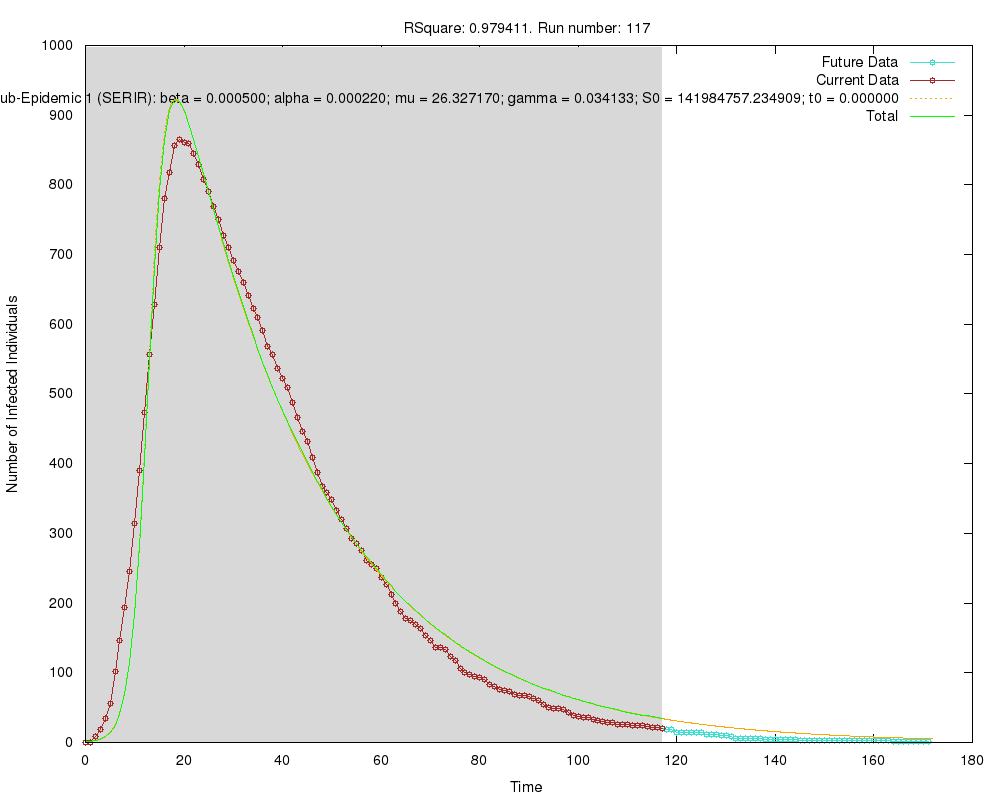 RSquare: 0.979411. Run number: 117
1000
900
800
700
600
500
400
300
200
100
0
Number of Infected Individuals
Future Data
Current Data
ub-Epidemic 1 (SERIR): beta = 0.000500; alpha = 0.000220; mu = 26.327170; gamma = 0.034133; S0 = 141984757.234909; t0 = 0.000000
Total
0 20 40 60 80 100 120 140 160 180
Time